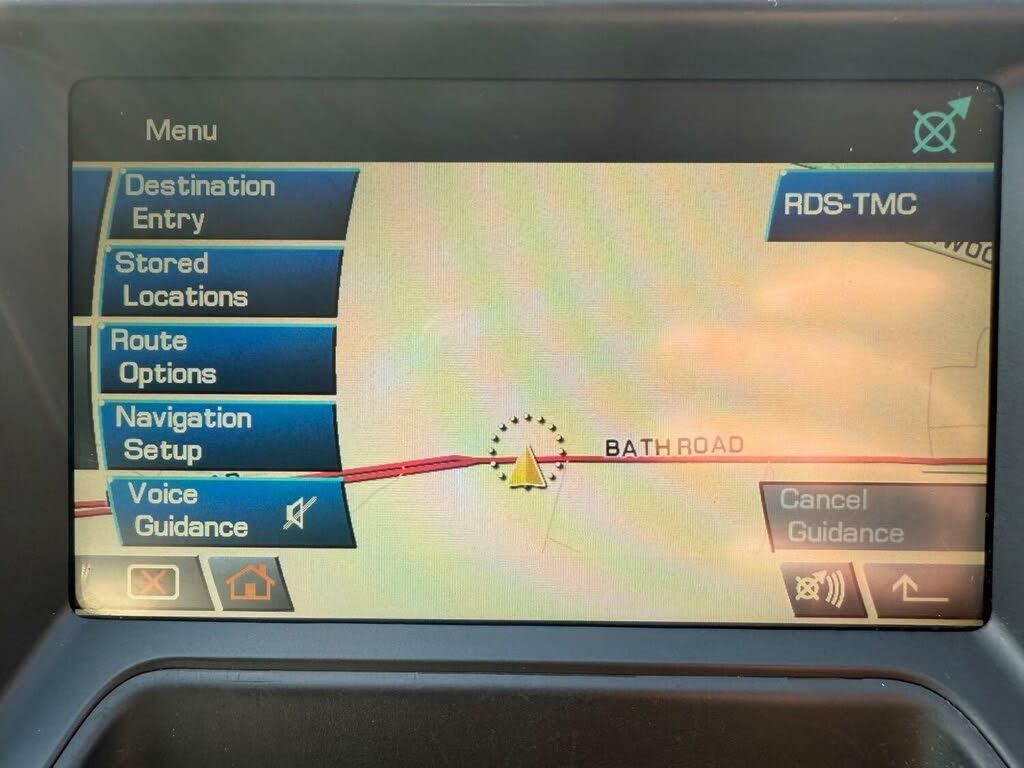 Menu
Destination
Entry
RDS-TMC
Stored
Locations
Route
Options
Navigation
Setup
BATH ROAD
Voice
Guidance
Cancel
Guidance